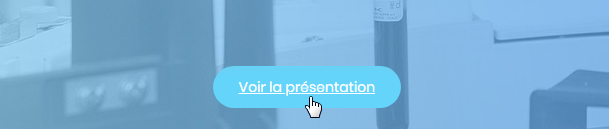 Voir la présentation